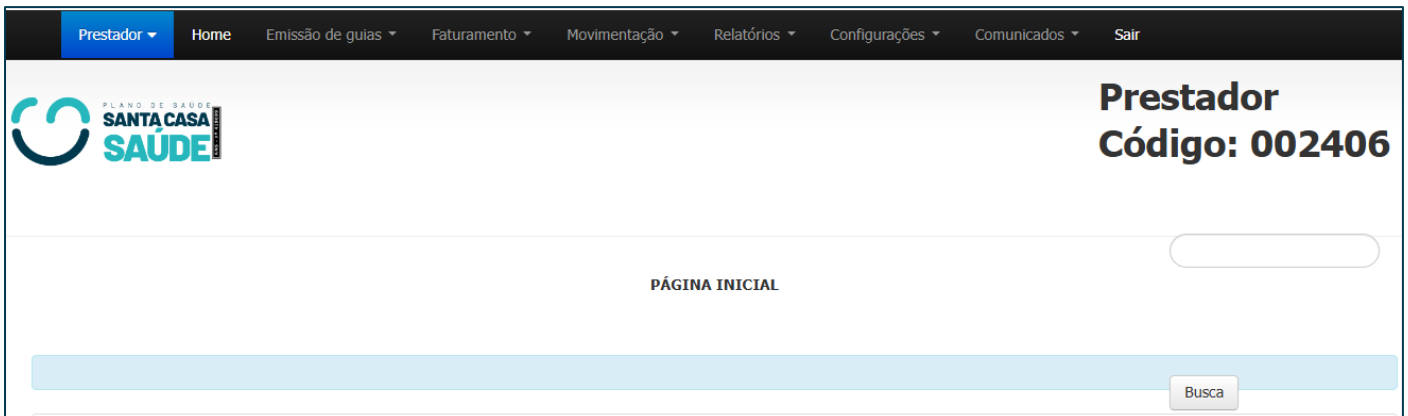 Prestador Home Emissão de guias Faturamento Movimentação Relatórios Configurações Comunicados Sair
PLANO DE SAÚDE
SANTA CASA
SAÚDE
Prestador
Código: 002406
PÁGINA INICIAL
Busca